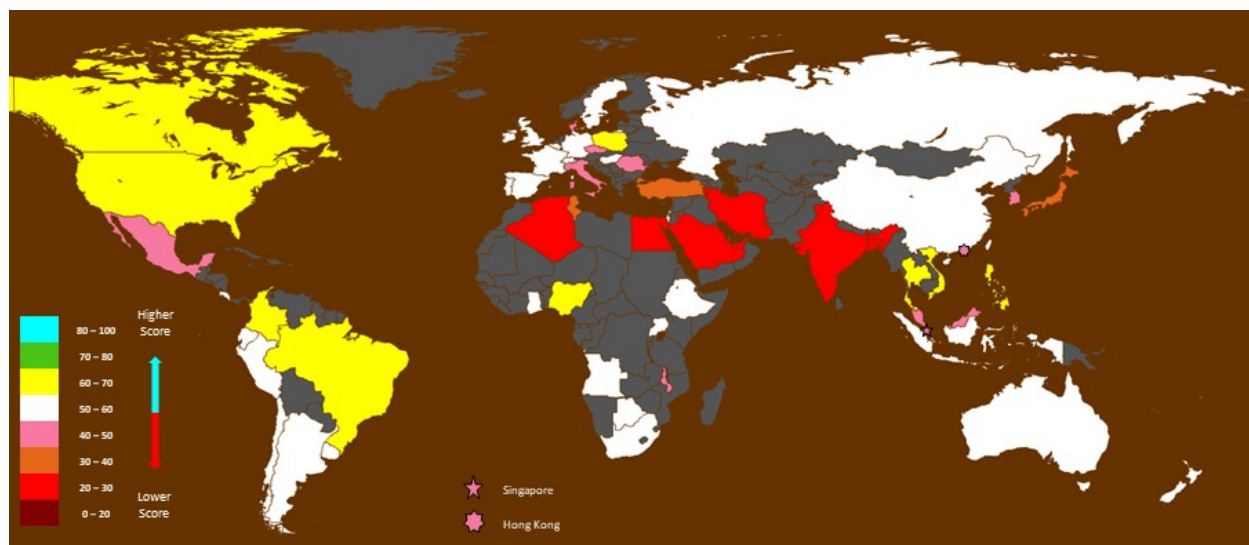 Higher
Score
80 – 100
70 – 80
60 – 70
50 – 60
40 – 50
30 – 40
20 – 30
0 – 20
Lower
Score
Singapore
Hong Kong